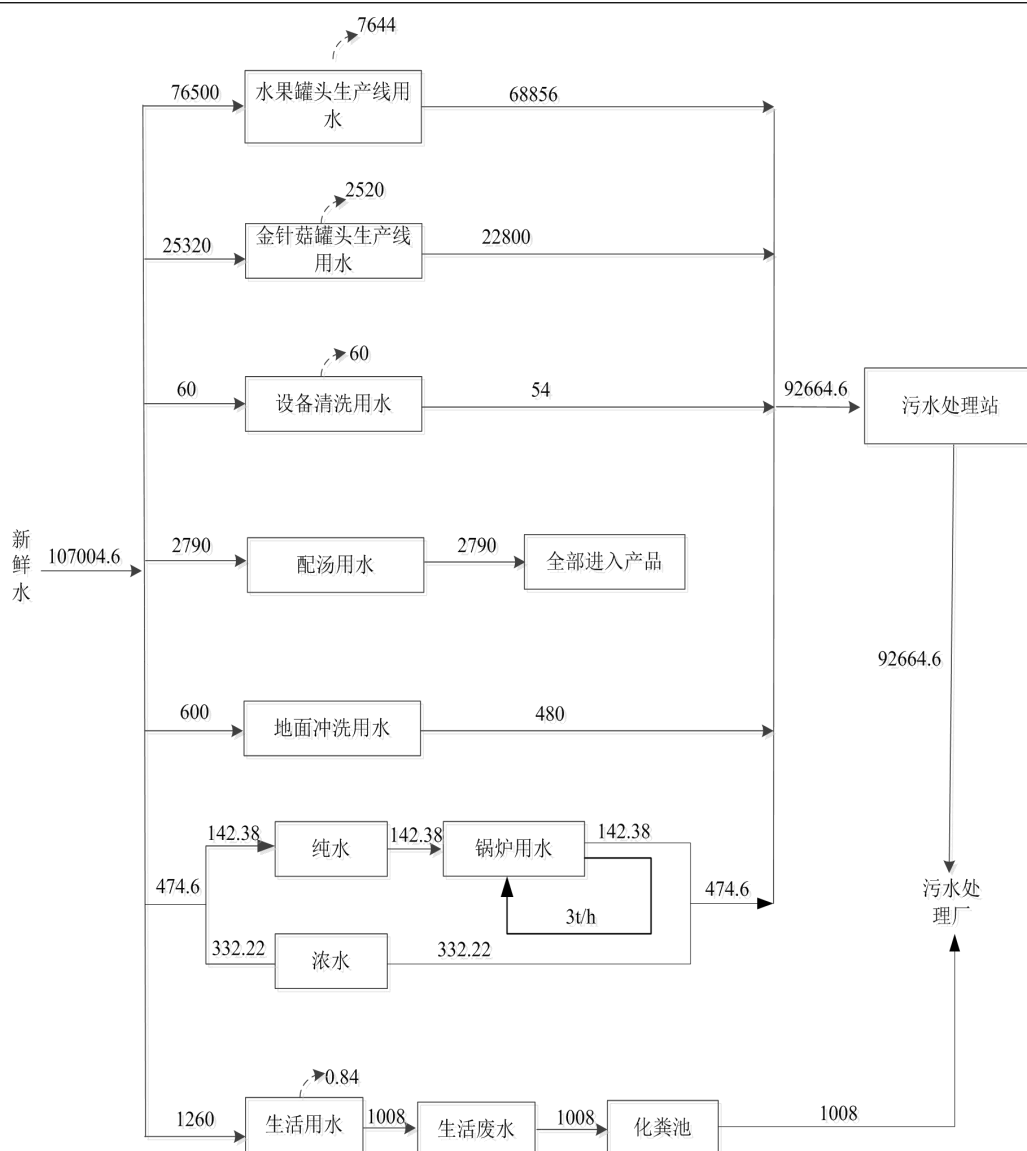 7644
76500
水果罐头生产线用
水
68856
2520
25320
金针菇罐头生产线
用水
22800
60
60
设备清洗用水
54
92664.6
污水处理站
新
鲜
水
107004.6
2790
配汤用水
2790
全部进入产品
92664.6
600
地面冲洗用水
480
142.38
纯水
142.38
锅炉用水
142.38
474.6
3t/h
474.6
污水处
理厂
332.22
浓水
332.22
0.84
1260
生活用水
1008
生活废水
1008
化粪池
1008